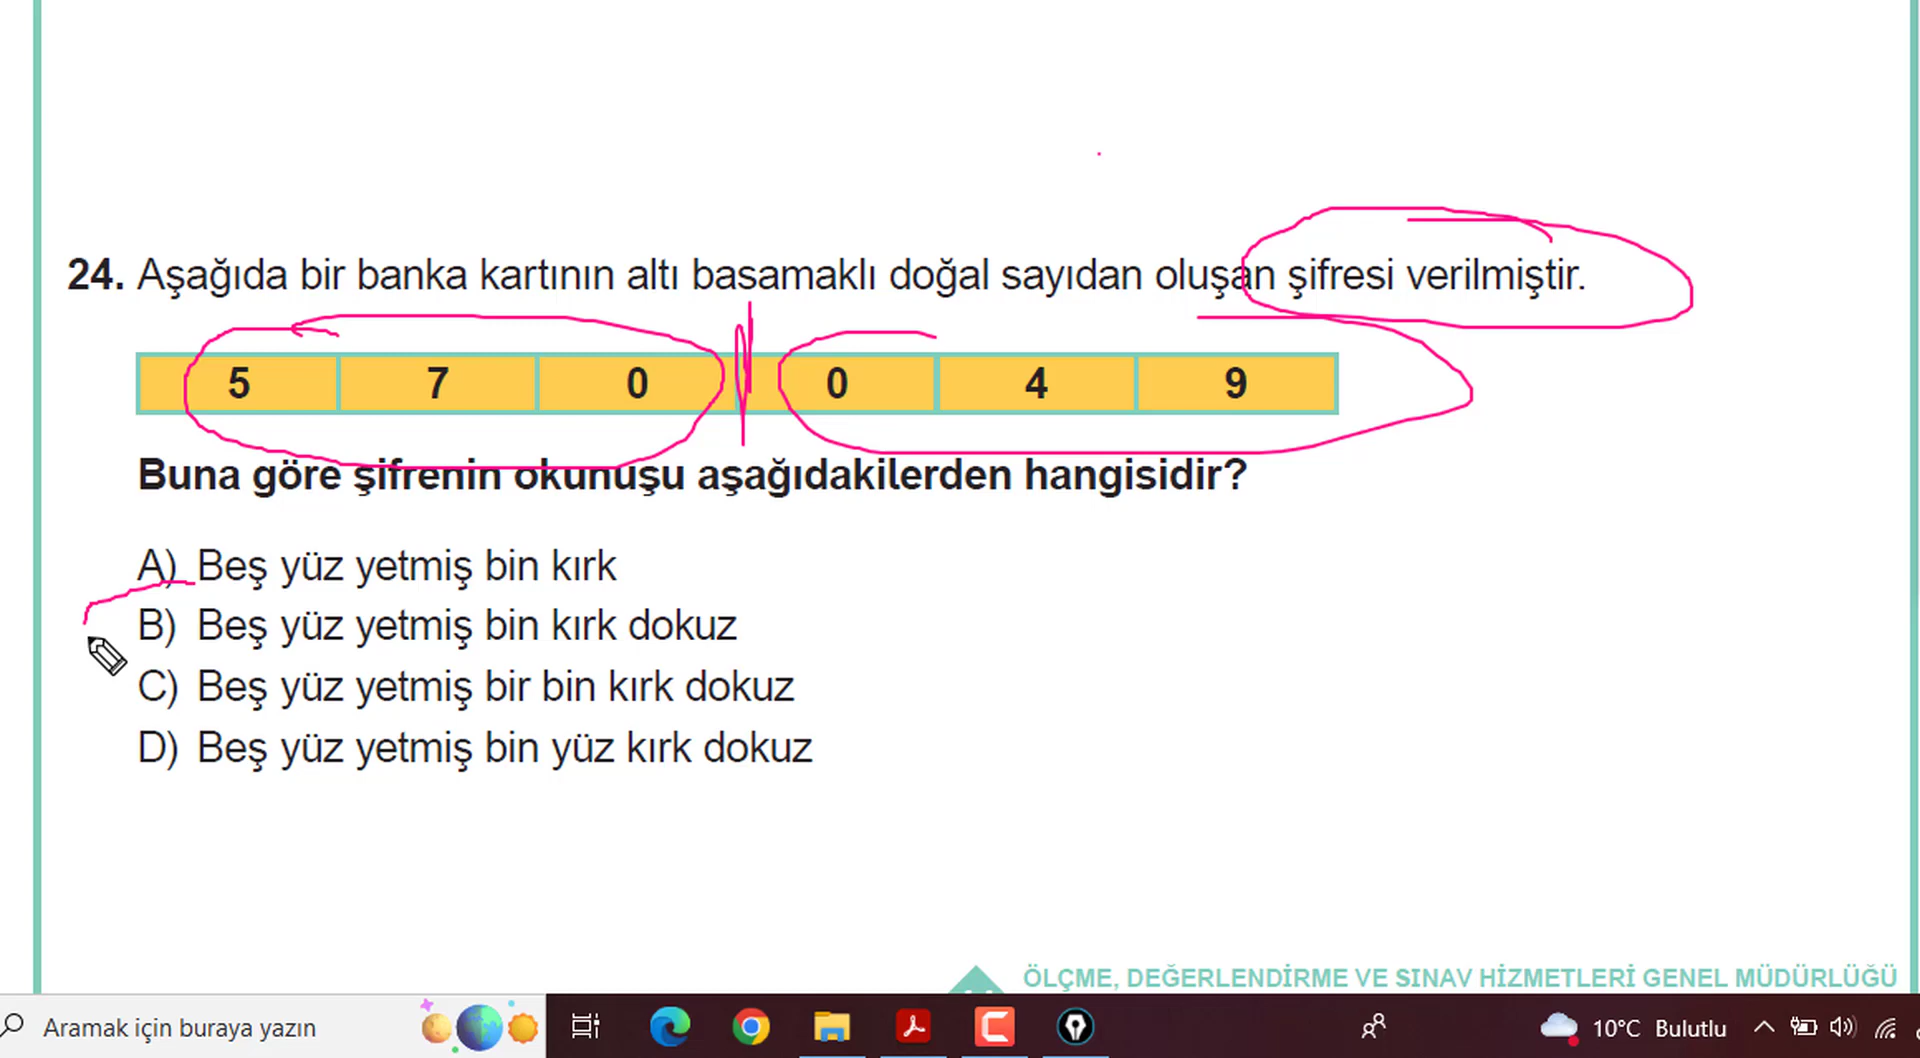 24. Aşağıda bir banka kartının altı basamaklı doğal sayıdan oluşan şifresi verilmiştir.
5 7 0 0 4 9
Buna göre şifrenin okunuşu aşağıdakilerden hangisidir?
A) Beş yüz yetmiş bin kırk
B) Beş yüz yetmiş bin kırk dokuz
C) Beş yüz yetmiş bir bin kırk dokuz
D) Beş yüz yetmiş bin yüz kırk dokuz
ÖLÇME, DEĞERLENDİRME VE SINAV HİZMETLERİ GENEL MÜDÜRLÜĞÜ
Aramak için buraya yazın
10°C Bulutlu